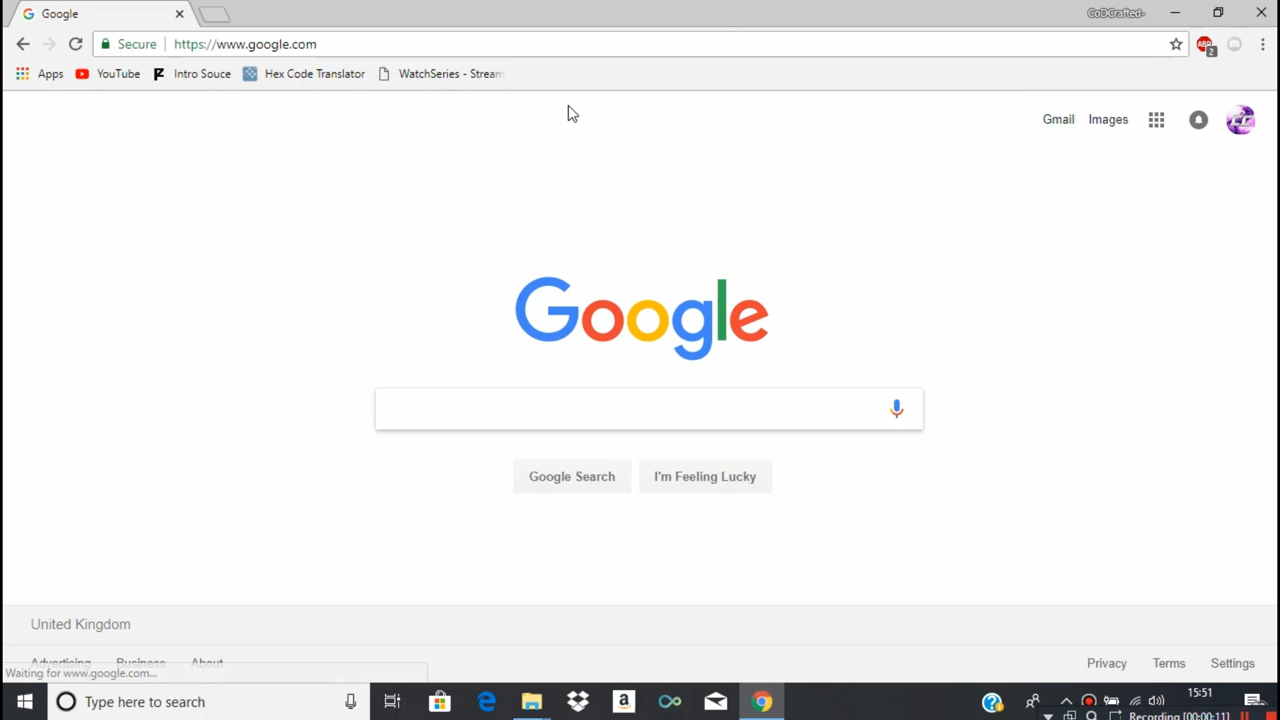 Google
CoDCrafted-
Secure https://www.google.com
ABP 2
Apps YouTube Intro Souce Hex Code Translator WatchSeries - Stream
Gmail Images
Google
Google Search I'm Feeling Lucky
United Kingdom
Advertising Business About Privacy Terms Settings
Waiting for www.google.com...
Type here to search
15:51
Recording [00:00:11]